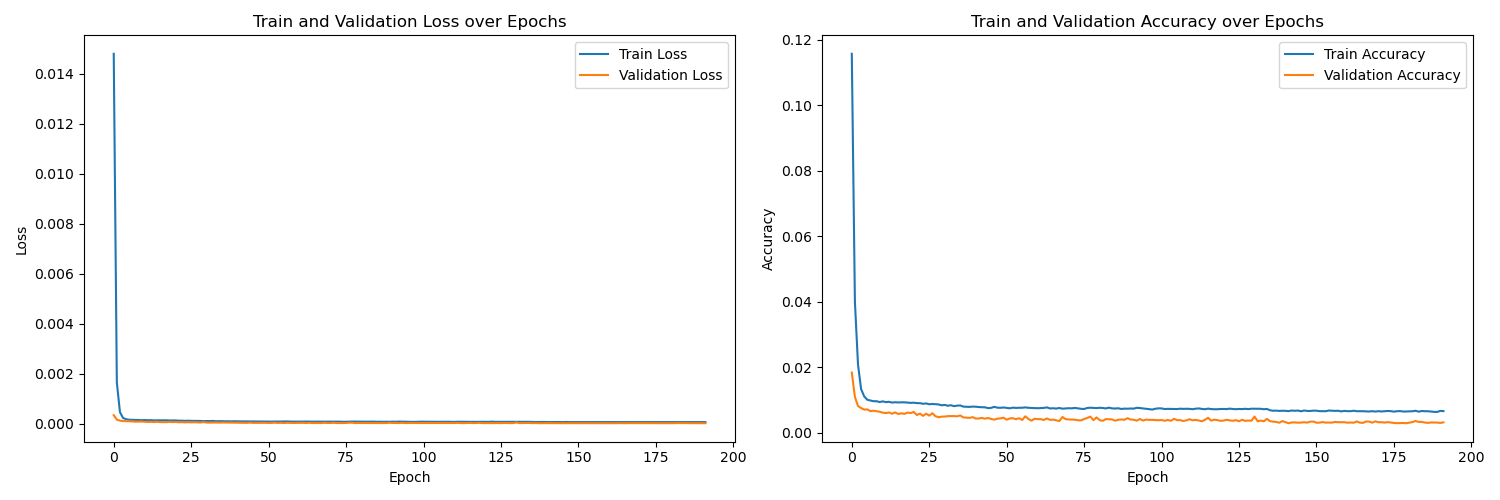 Train and Validation Loss over Epochs
Train Loss
Validation Loss
0.014
0.012
0.010
0.008
0.006
0.004
0.002
0.000
Loss
0 25 50 75 100 125 150 175 200
Epoch
Train and Validation Accuracy over Epochs
Train Accuracy
Validation Accuracy
0.12
0.10
0.08
0.06
0.04
0.02
0.00
Accuracy
0 25 50 75 100 125 150 175 200
Epoch